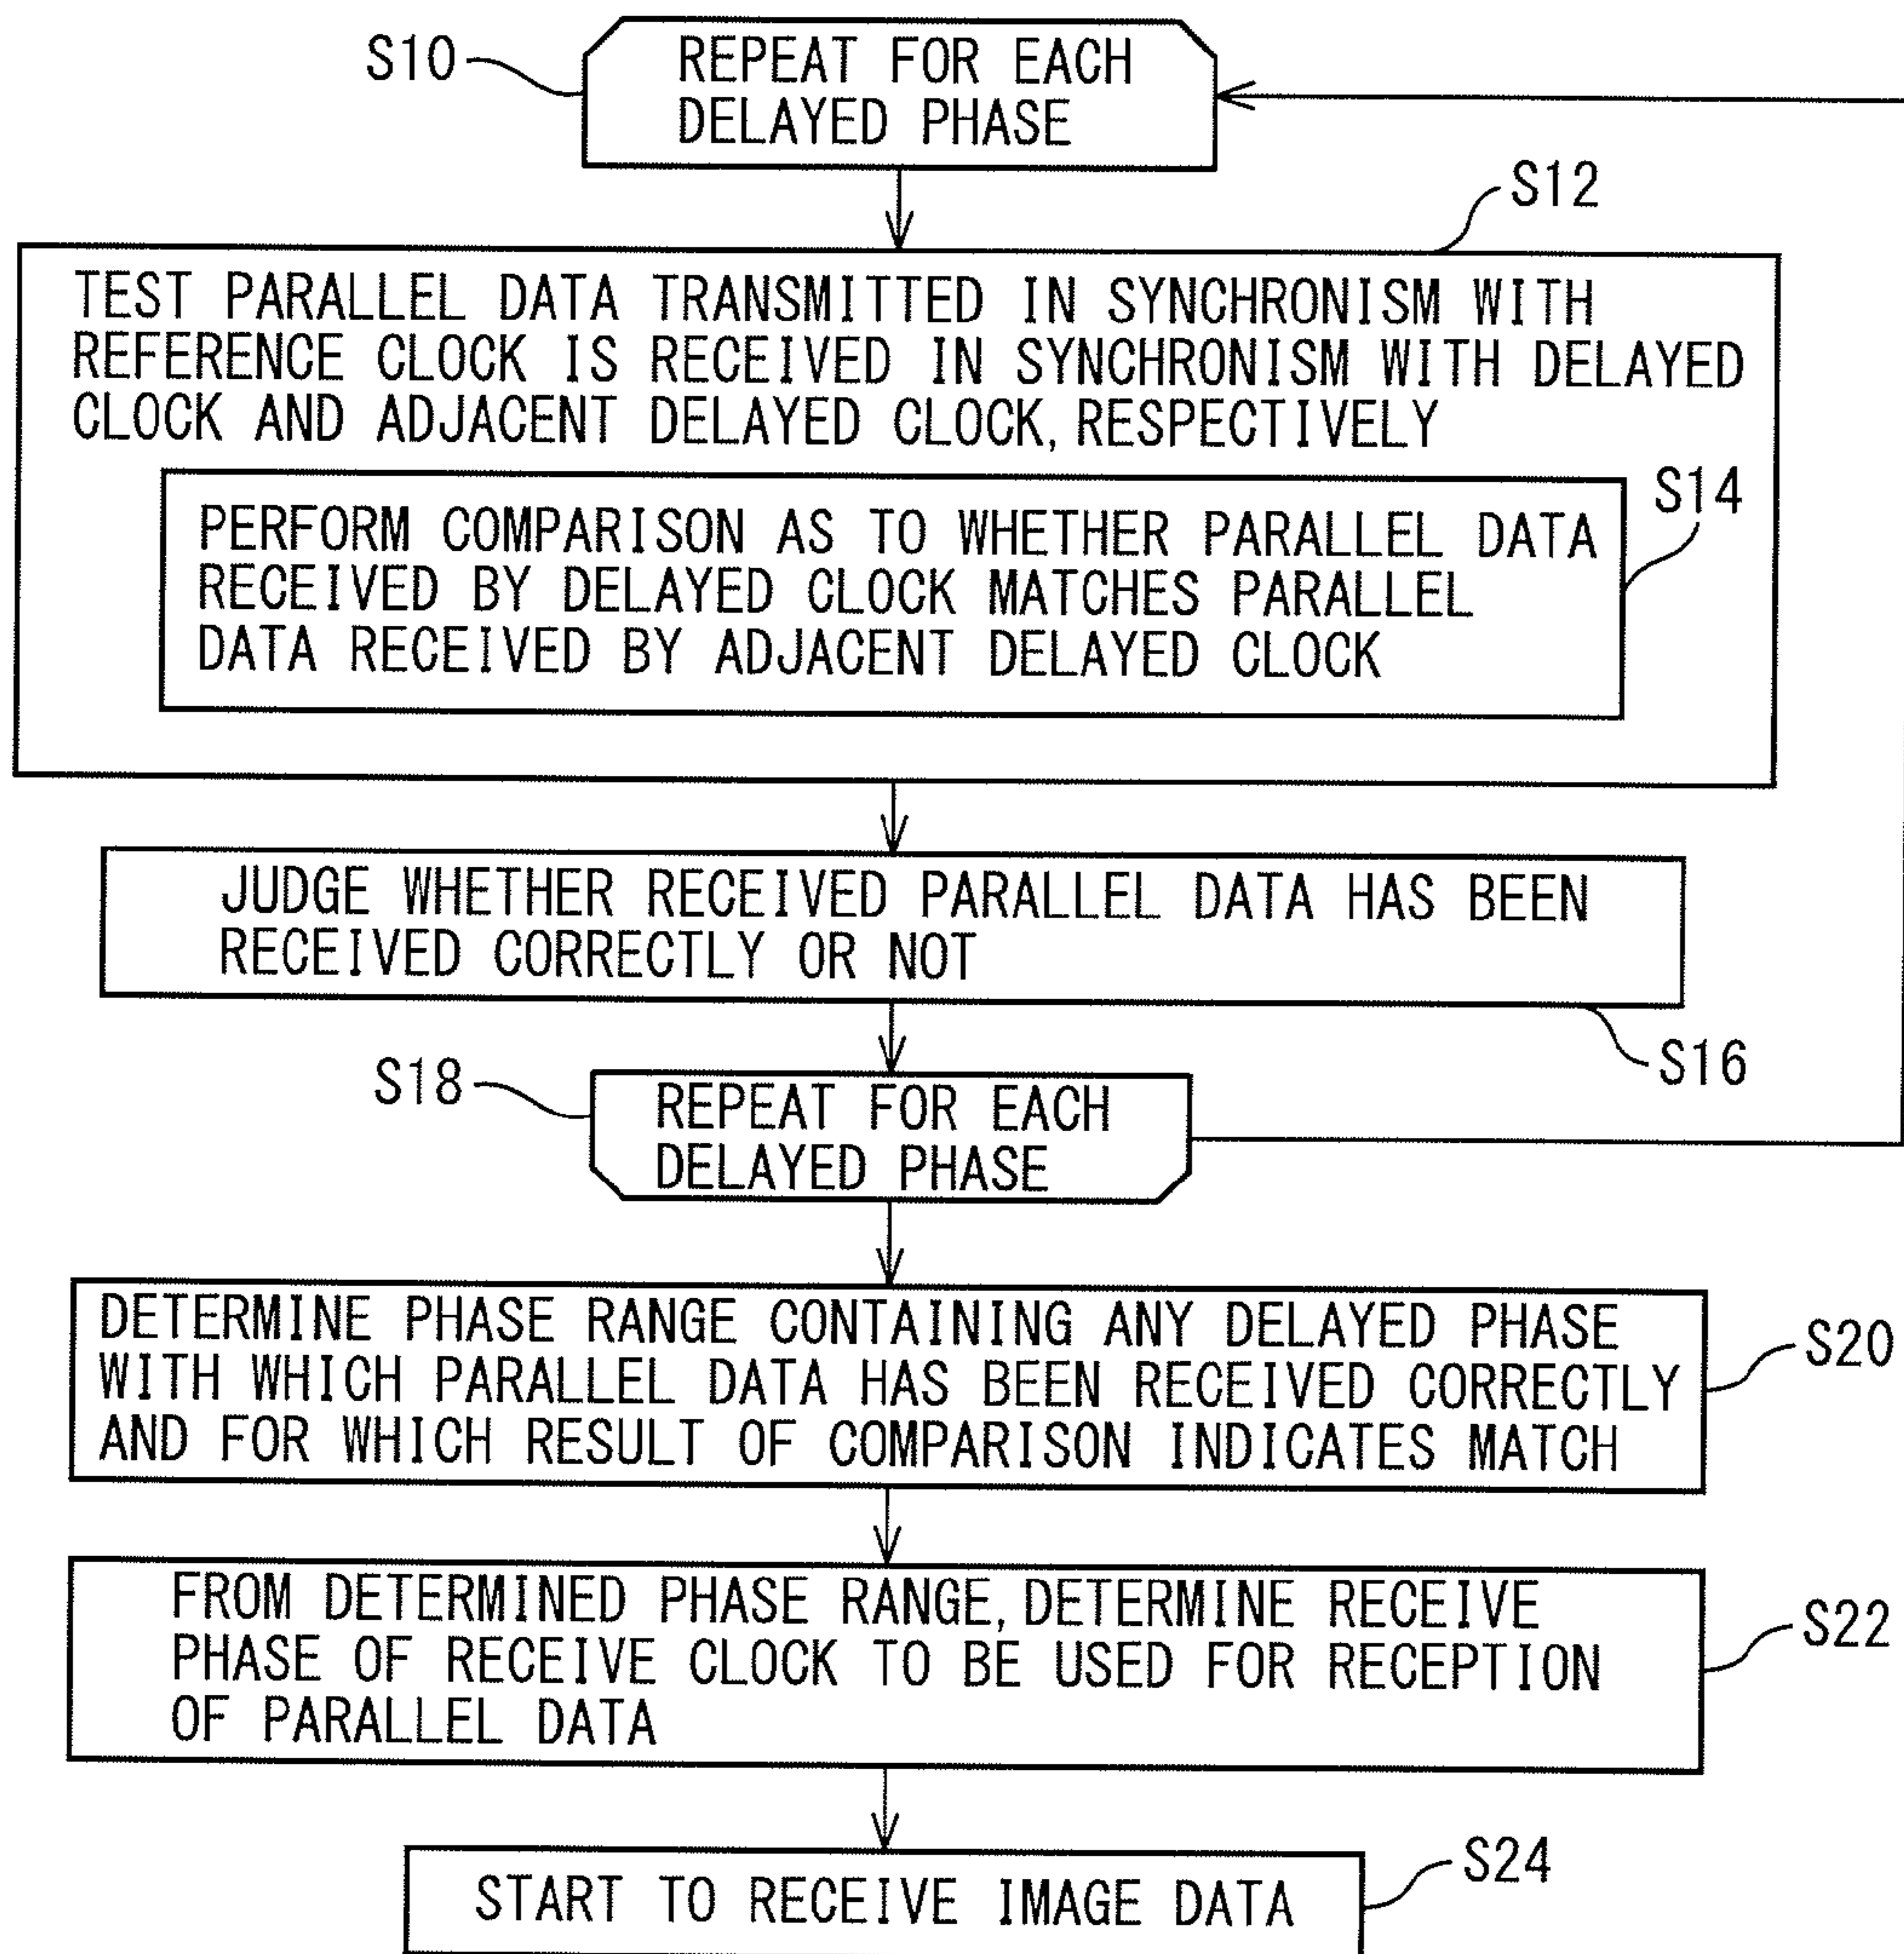 S10
REPEAT FOR EACH
DELAYED PHASE
S12
TEST PARALLEL DATA TRANSMITTED IN SYNCHRONISM WITH
REFERENCE CLOCK IS RECEIVED IN SYNCHRONISM WITH DELAYED
CLOCK AND ADJACENT DELAYED CLOCK, RESPECTIVELY
S14
PERFORM COMPARISON AS TO WHETHER PARALLEL DATA
RECEIVED BY DELAYED CLOCK MATCHES PARALLEL
DATA RECEIVED BY ADJACENT DELAYED CLOCK
JUDGE WHETHER RECEIVED PARALLEL DATA HAS BEEN
RECEIVED CORRECTLY OR NOT
S16
S18
REPEAT FOR EACH
DELAYED PHASE
DETERMINE PHASE RANGE CONTAINING ANY DELAYED PHASE
WITH WHICH PARALLEL DATA HAS BEEN RECEIVED CORRECTLY
AND FOR WHICH RESULT OF COMPARISON INDICATES MATCH
S20
FROM DETERMINED PHASE RANGE, DETERMINE RECEIVE
PHASE OF RECEIVE CLOCK TO BE USED FOR RECEPTION
OF PARALLEL DATA
S22
START TO RECEIVE IMAGE DATA
S24